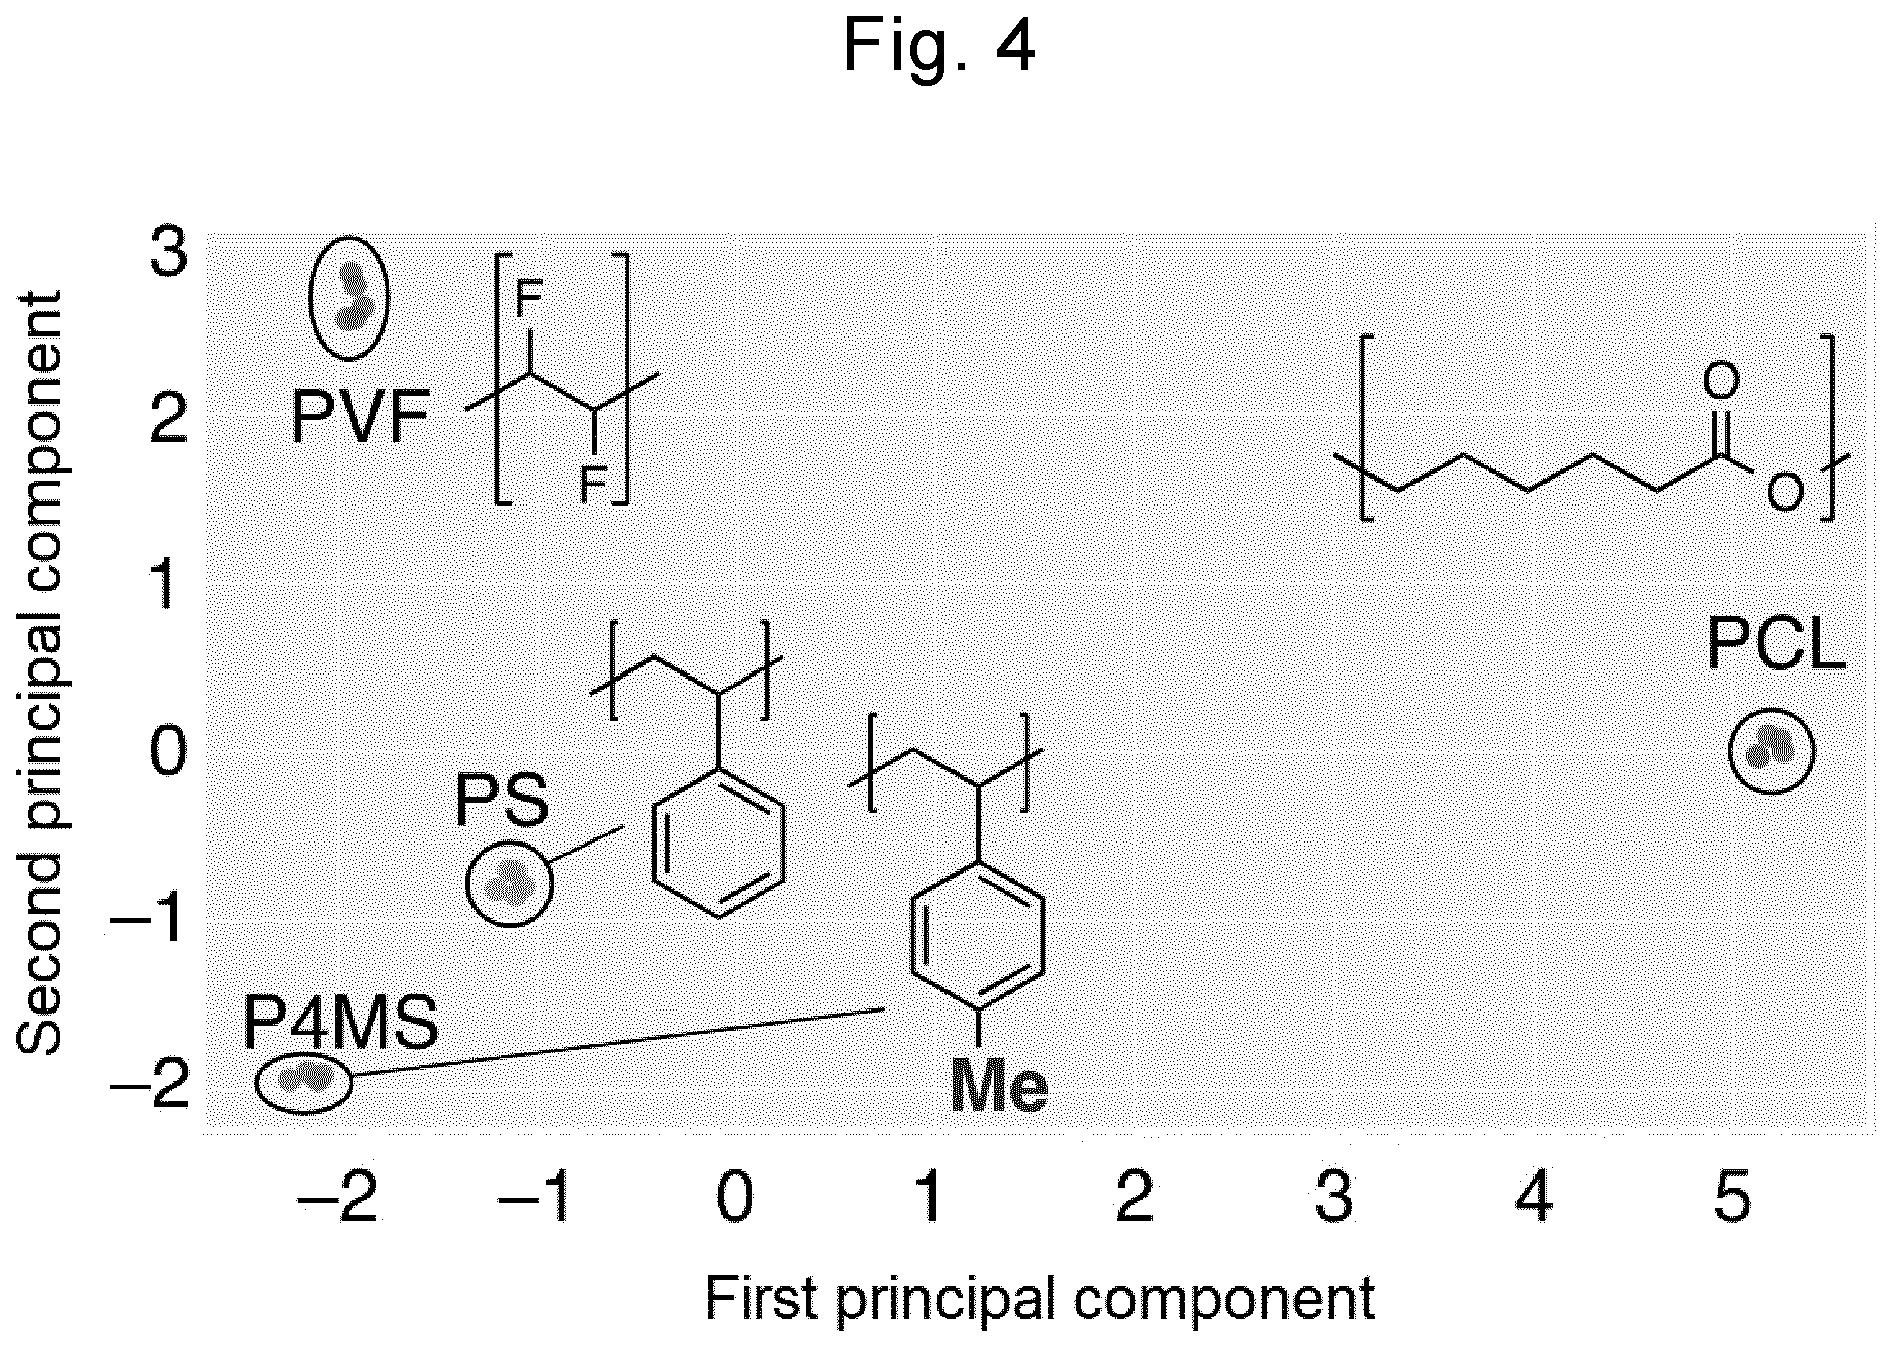 Fig. 4
Second principal component
3
2
1
0
–1
–2
PVF
F
F
O
O
PCL
PS
P4MS
Me
–2 –1 0 1 2 3 4 5
First principal component